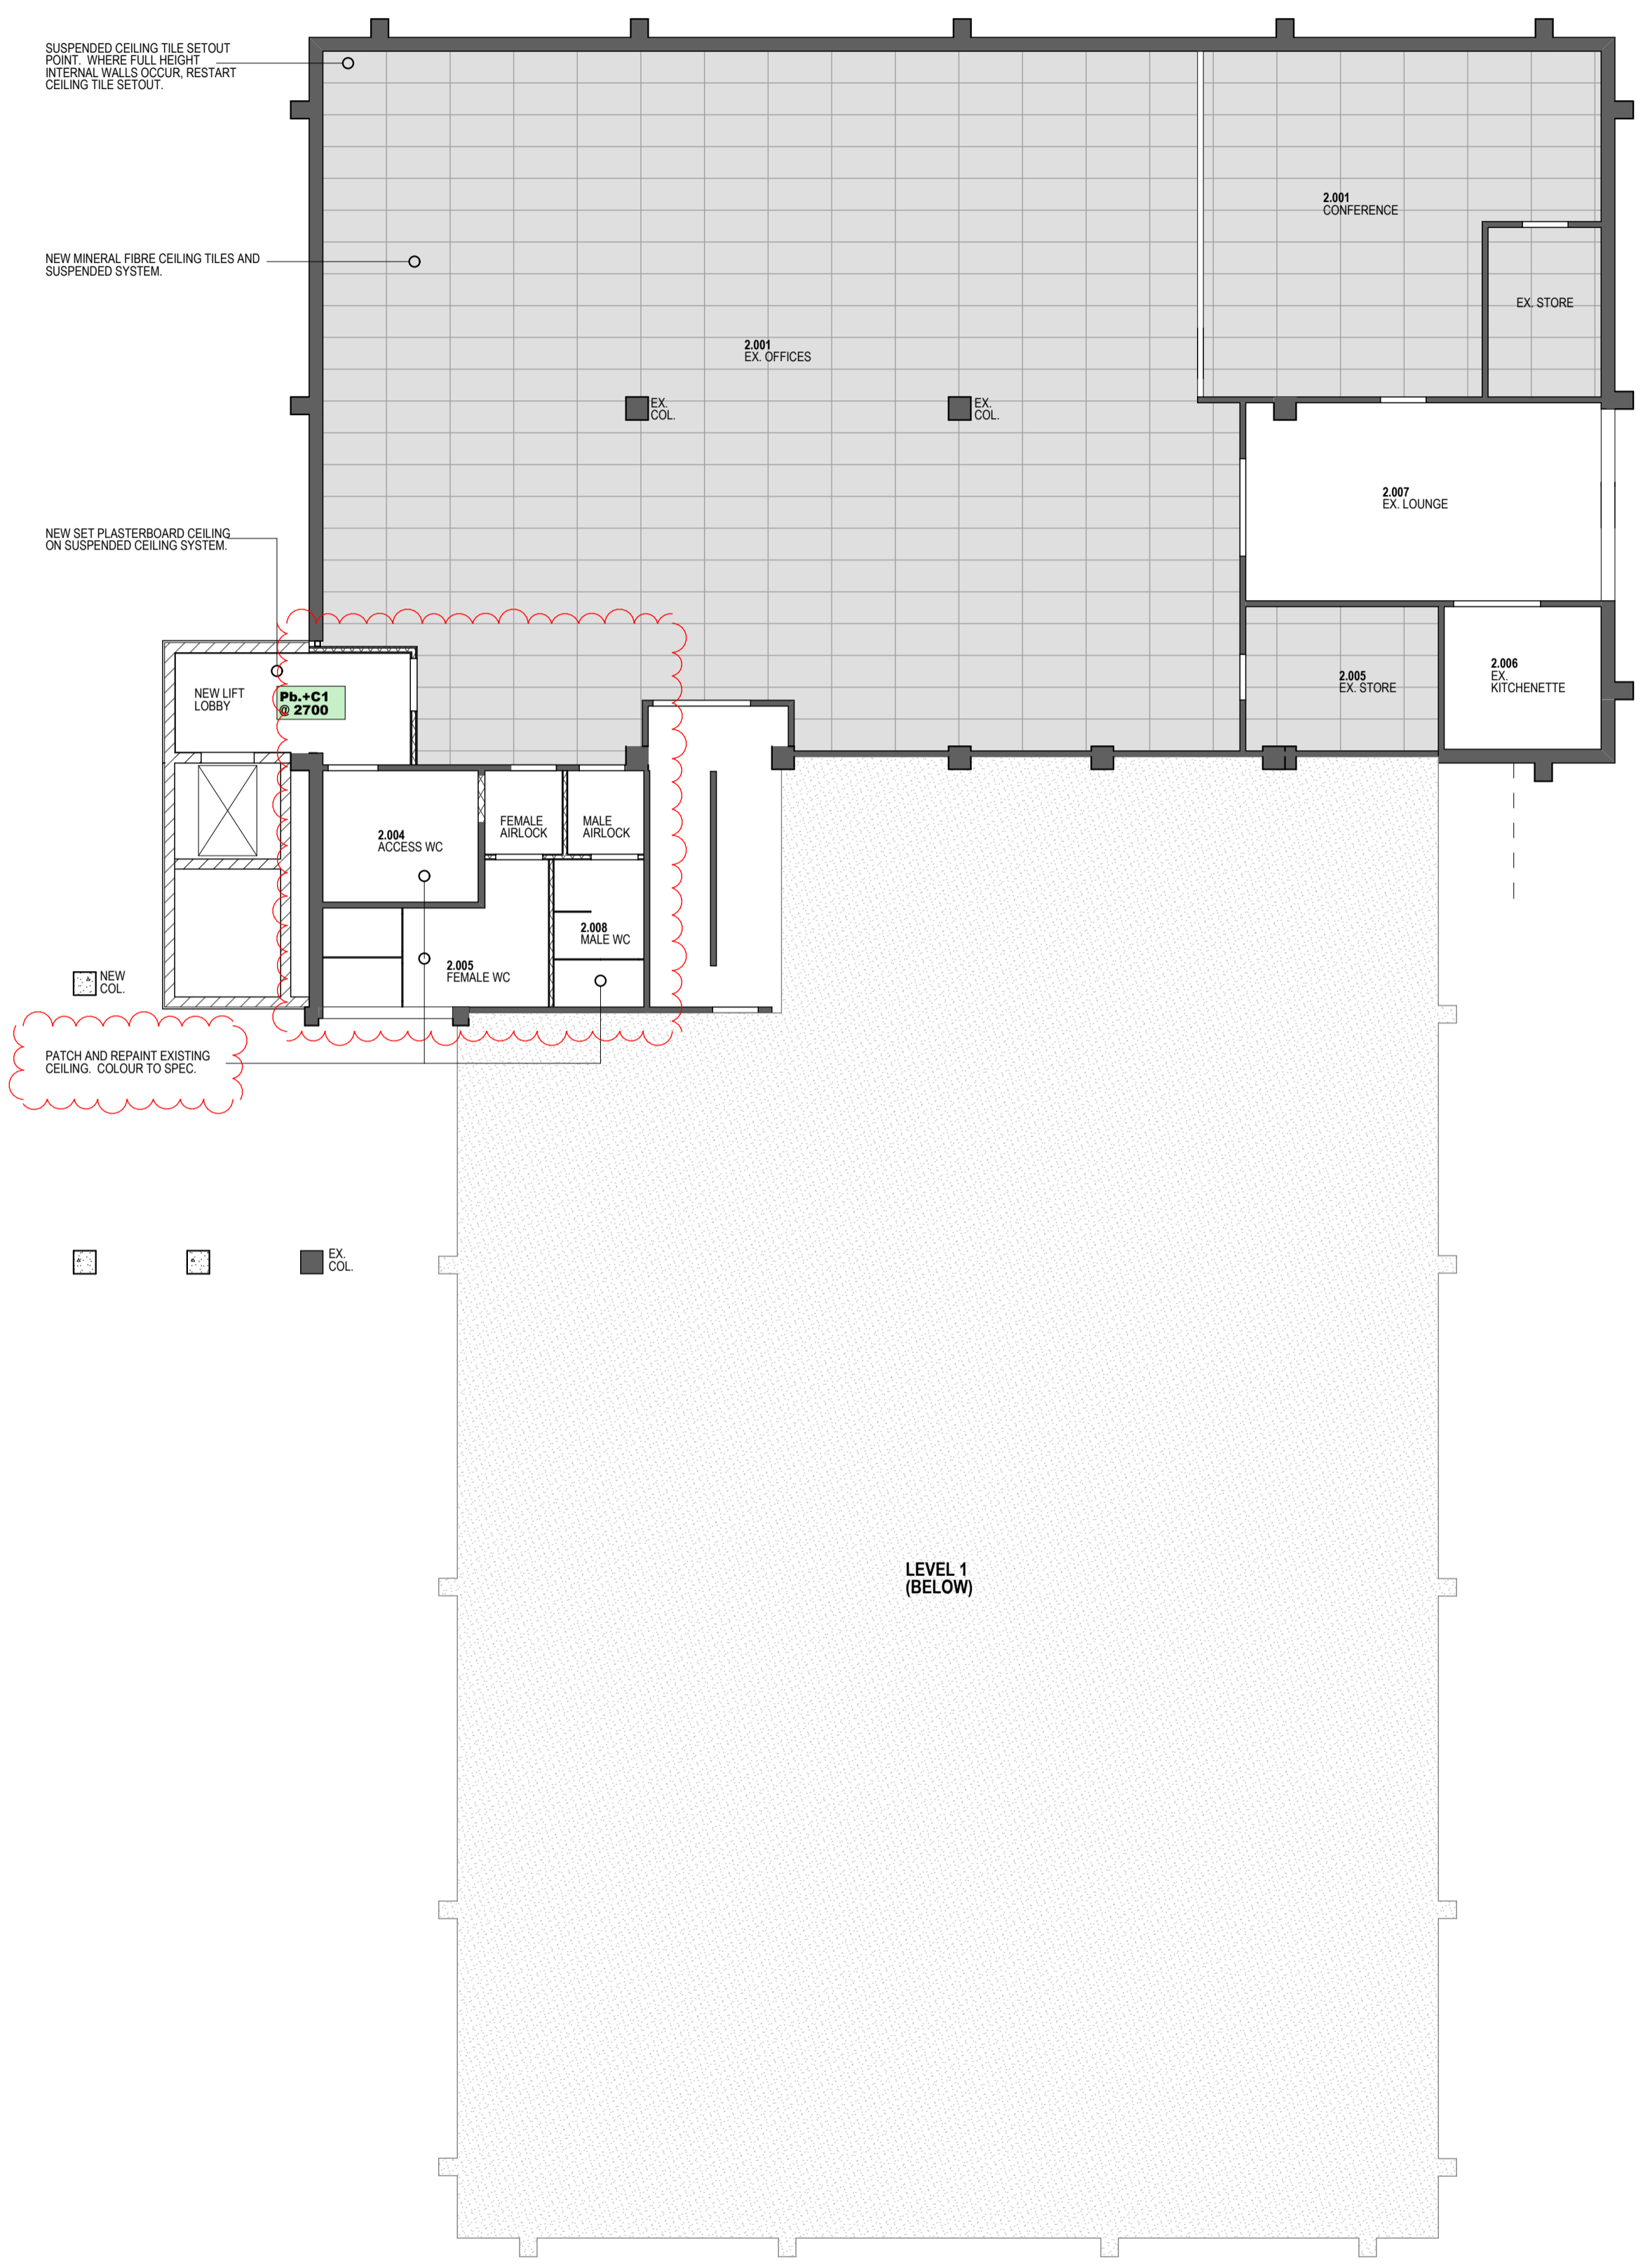 SUSPENDED CEILING TILE SETOUT
POINT. WHERE FULL HEIGHT
INTERNAL WALLS OCCUR, RESTART
CEILING TILE SETOUT.
2.001
CONFERENCE
NEW MINERAL FIBRE CEILING TILES AND
SUSPENDED SYSTEM.
EX. STORE
2.001
EX. OFFICES
EX.
COL.
EX.
COL.
2.007
EX. LOUNGE
NEW SET PLASTERBOARD CEILING
ON SUSPENDED CEILING SYSTEM.
NEW LIFT
LOBBY
Pb.+C1
@ 2700
2.005
EX. STORE
2.006
EX.
KITCHENETTE
2.004
ACCESS WC
FEMALE
AIRLOCK
MALE
AIRLOCK
2.008
MALE WC
2.005
FEMALE WC
NEW
COL.
PATCH AND REPAINT EXISTING
CEILING. COLOUR TO SPEC.
EX.
COL.
LEVEL 1
(BELOW)